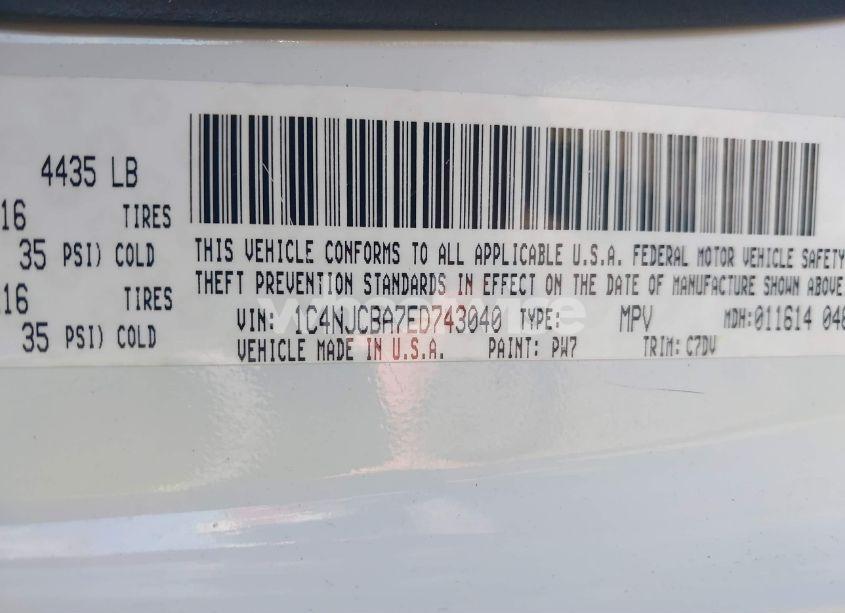 4435 LB
16 TIRES
35 PSI) COLD
16 TIRES
35 PSI) COLD
THIS VEHICLE CONFORMS TO ALL APPLICABLE U.S.A. FEDERAL MOTOR VEHICLE SAFETY
THEFT PREVENTION STANDARDS IN EFFECT ON THE DATE OF MANUFACTURE SHOWN ABOVE
VIN: 1C4NJCBA7ED743040 TYPE: MPV MDH:011614 048
VEHICLE MADE IN U.S.A. PAINT: PW7 TRIM: C7DV